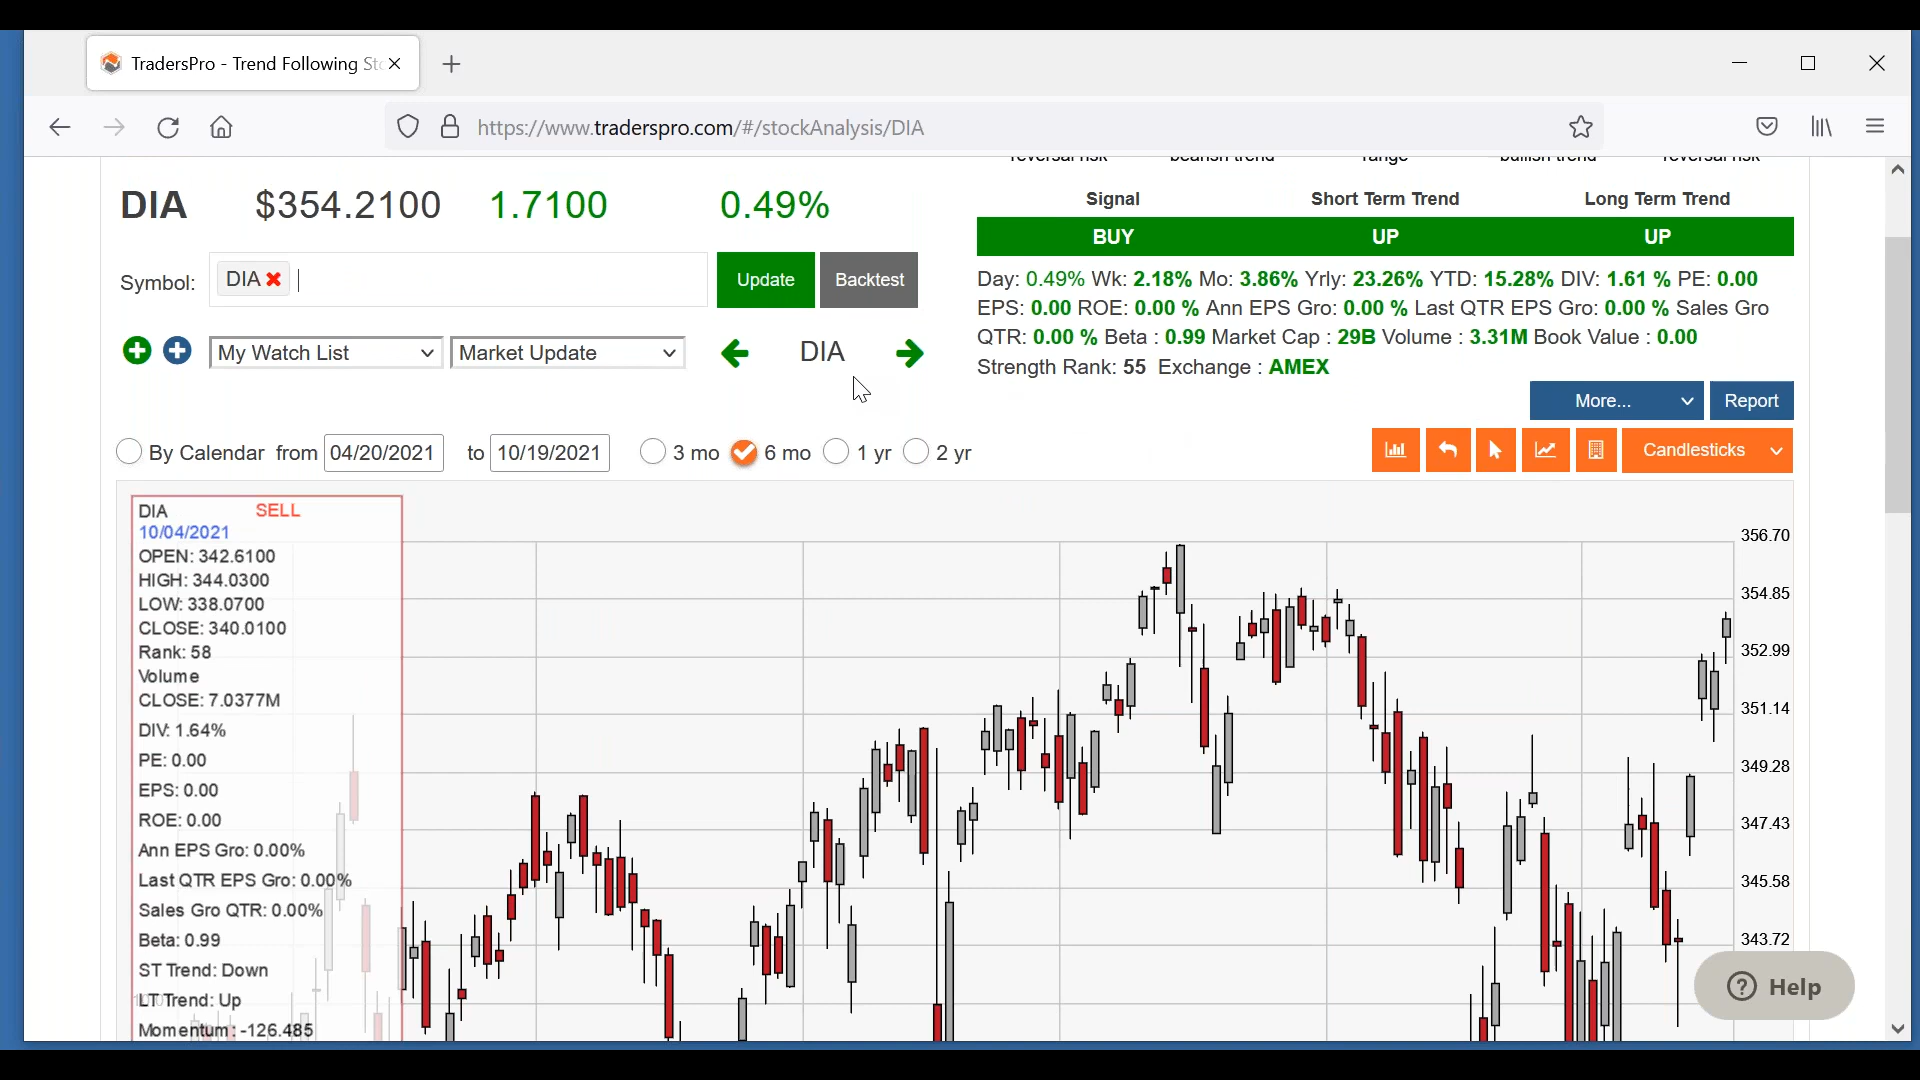 TradersPro - Trend Following Sto
https://www.traderspro.com/#/stockAnalysis/DIA
reversal risk bearish trend range bullish trend reversal risk
DIA $354.2100 1.7100 0.49%
Signal Short Term Trend Long Term Trend
BUY UP UP
Symbol: DIA Update Backtest
Day: 0.49% Wk: 2.18% Mo: 3.86% Yrly: 23.26% YTD: 15.28% DIV: 1.61 % PE: 0.00
EPS: 0.00 ROE: 0.00 % Ann EPS Gro: 0.00 % Last QTR EPS Gro: 0.00 % Sales Gro
QTR: 0.00 % Beta : 0.99 Market Cap : 29B Volume : 3.31M Book Value : 0.00
Strength Rank: 55 Exchange : AMEX
My Watch List Market Update DIA
More... Report
By Calendar from 04/20/2021 to 10/19/2021 3 mo 6 mo 1 yr 2 yr
Candlesticks
DIA SELL
10/04/2021
OPEN: 342.6100
HIGH: 344.0300
LOW: 338.0700
CLOSE: 340.0100
Rank: 58
Volume
CLOSE: 7.0377M
DIV: 1.64%
PE: 0.00
EPS: 0.00
ROE: 0.00
Ann EPS Gro: 0.00%
Last QTR EPS Gro: 0.00%
Sales Gro QTR: 0.00%
Beta: 0.99
ST Trend: Down
LT Trend: Up
Momentum: -126.485
356.70
354.85
352.99
351.14
349.28
347.43
345.58
343.72
Help